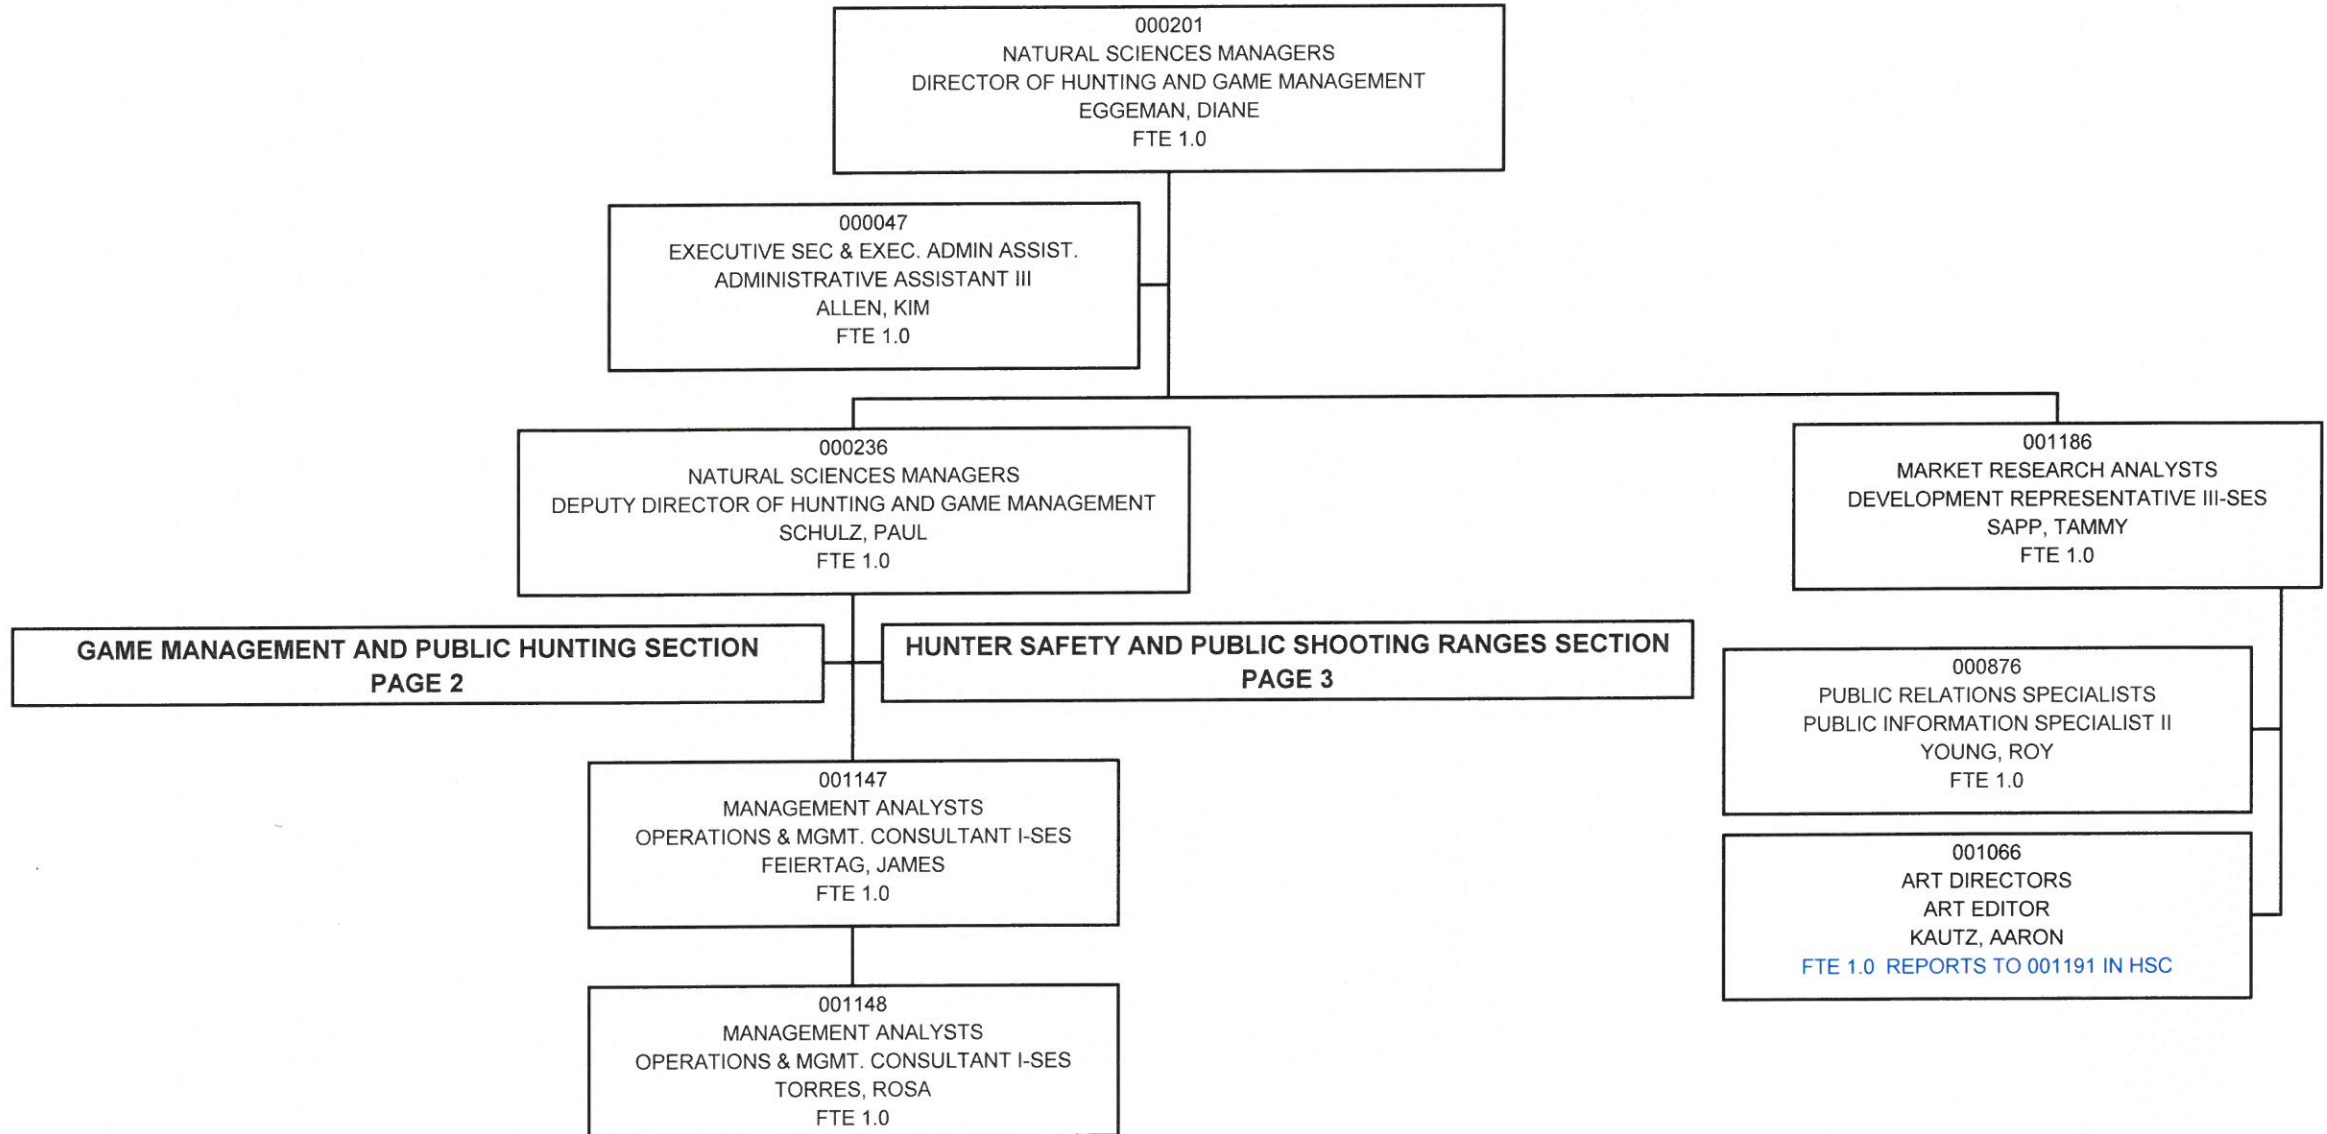 000201
NATURAL SCIENCES MANAGERS
DIRECTOR OF HUNTING AND GAME MANAGEMENT
EGGEMAN, DIANE
FTE 1.0
000047
EXECUTIVE SEC & EXEC. ADMIN ASSIST.
ADMINISTRATIVE ASSISTANT III
ALLEN, KIM
FTE 1.0
000236
NATURAL SCIENCES MANAGERS
DEPUTY DIRECTOR OF HUNTING AND GAME MANAGEMENT
SCHULZ, PAUL
FTE 1.0
001186
MARKET RESEARCH ANALYSTS
DEVELOPMENT REPRESENTATIVE III-SES
SAPP, TAMMY
FTE 1.0
GAME MANAGEMENT AND PUBLIC HUNTING SECTION
PAGE 2
HUNTER SAFETY AND PUBLIC SHOOTING RANGES SECTION
PAGE 3
000876
PUBLIC RELATIONS SPECIALISTS
PUBLIC INFORMATION SPECIALIST II
YOUNG, ROY
FTE 1.0
001147
MANAGEMENT ANALYSTS
OPERATIONS & MGMT. CONSULTANT I-SES
FEIERTAG, JAMES
FTE 1.0
001066
ART DIRECTORS
ART EDITOR
KAUTZ, AARON
FTE 1.0 REPORTS TO 001191 IN HSC
001148
MANAGEMENT ANALYSTS
OPERATIONS & MGMT. CONSULTANT I-SES
TORRES, ROSA
FTE 1.0